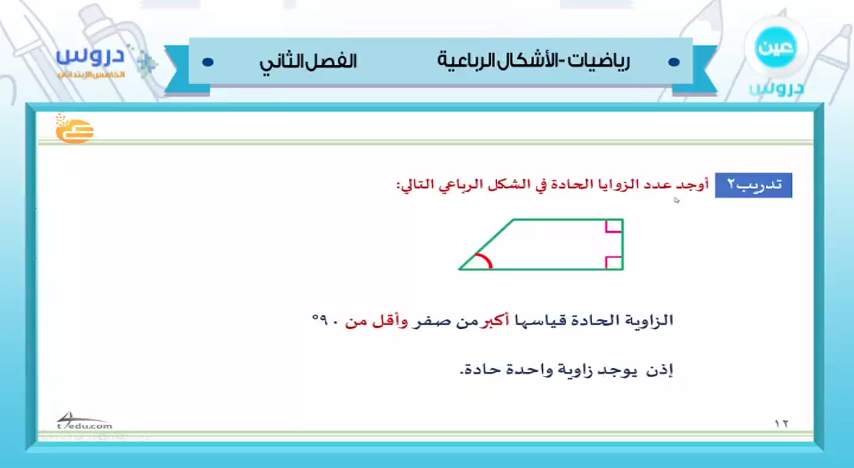 عين
دروس
رياضيات -الأشكال الرباعية
الفصل الثاني
دروس
الخامس الابتدائي
تدريب٢
أوجد عدد الزوايا الحادة في الشكل الرباعي التالي:
الزاوية الحادة قياسها أكبر من صفر وأقل من ٩٠°
إذن يوجد زاوية واحدة حادة.
t4edu.com
١٢